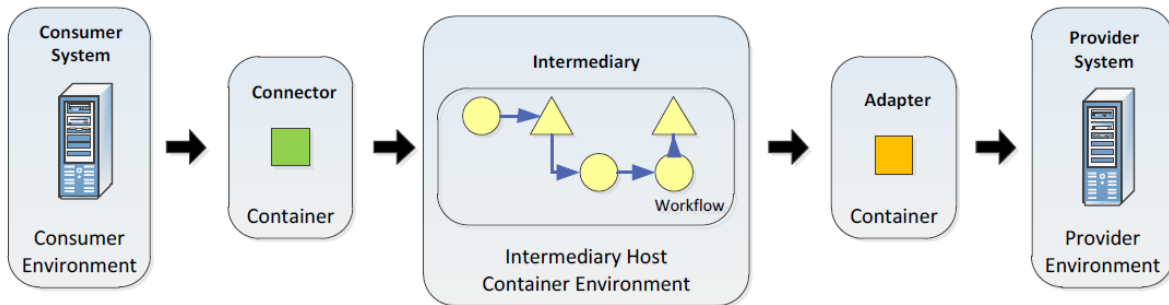 Consumer
System
Consumer
Environment
Connector
Container
Intermediary
Workflow
Intermediary Host
Container Environment
Adapter
Container
Provider
System
Provider
Environment